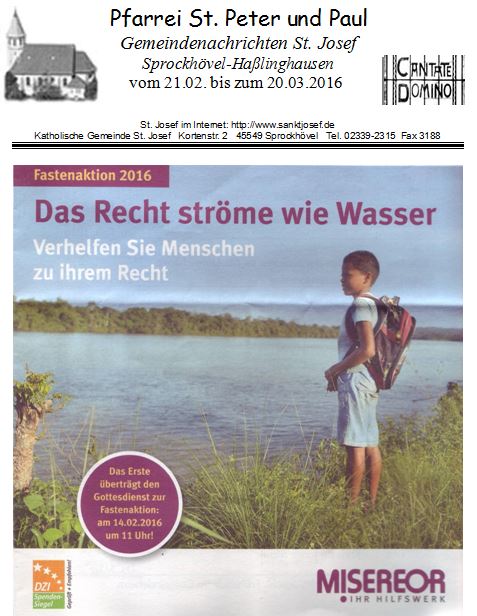 Pfarrei St. Peter und Paul
Gemeindenachrichten St. Josef
Sprockhövel-Haßlinghausen
vom 21.02. bis zum 20.03.2016
CANTATE
DOMINO
St. Josef im Internet: http://www.sanktjosef.de
Katholische Gemeinde St. Josef Kortenstr. 2 45549 Sprockhövel Tel. 02339-2315 Fax 3188
Fastenaktion 2016
Das Recht ströme wie Wasser
Verhelfen Sie Menschen
zu ihrem Recht
Das Erste
überträgt den
Gottesdienst zur
Fastenaktion:
am 14.02.2016
um 11 Uhr!
DZI
Spenden-
Siegel
Geprüft + Empfohlen!
MISEREOR
IHR HILFSWERK